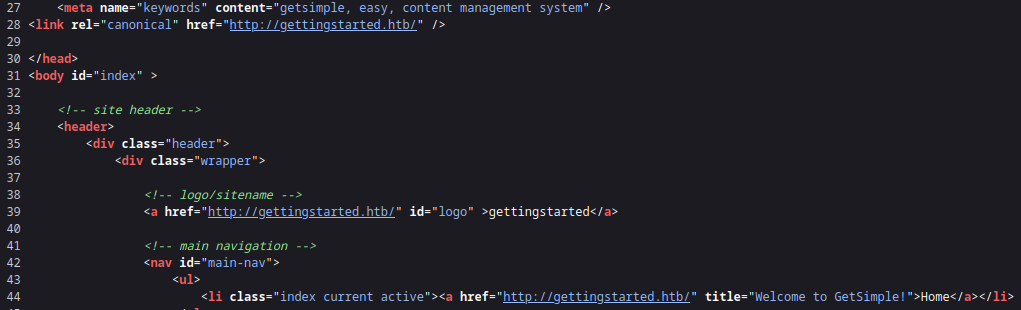 27 <meta name="keywords" content="getsimple, easy, content management system" />
28 <link rel="canonical" href="http://gettingstarted.htb/" />
29
30 </head>
31 <body id="index" >
32
33 <!-- site header -->
34 <header>
35 <div class="header">
36 <div class="wrapper">
37
38 <!-- logo/sitename -->
39 <a href="http://gettingstarted.htb/" id="logo" >gettingstarted</a>
40
41 <!-- main navigation -->
42 <nav id="main-nav">
43 <ul>
44 <li class="index current active"><a href="http://gettingstarted.htb/" title="Welcome to GetSimple!">Home</a></li>